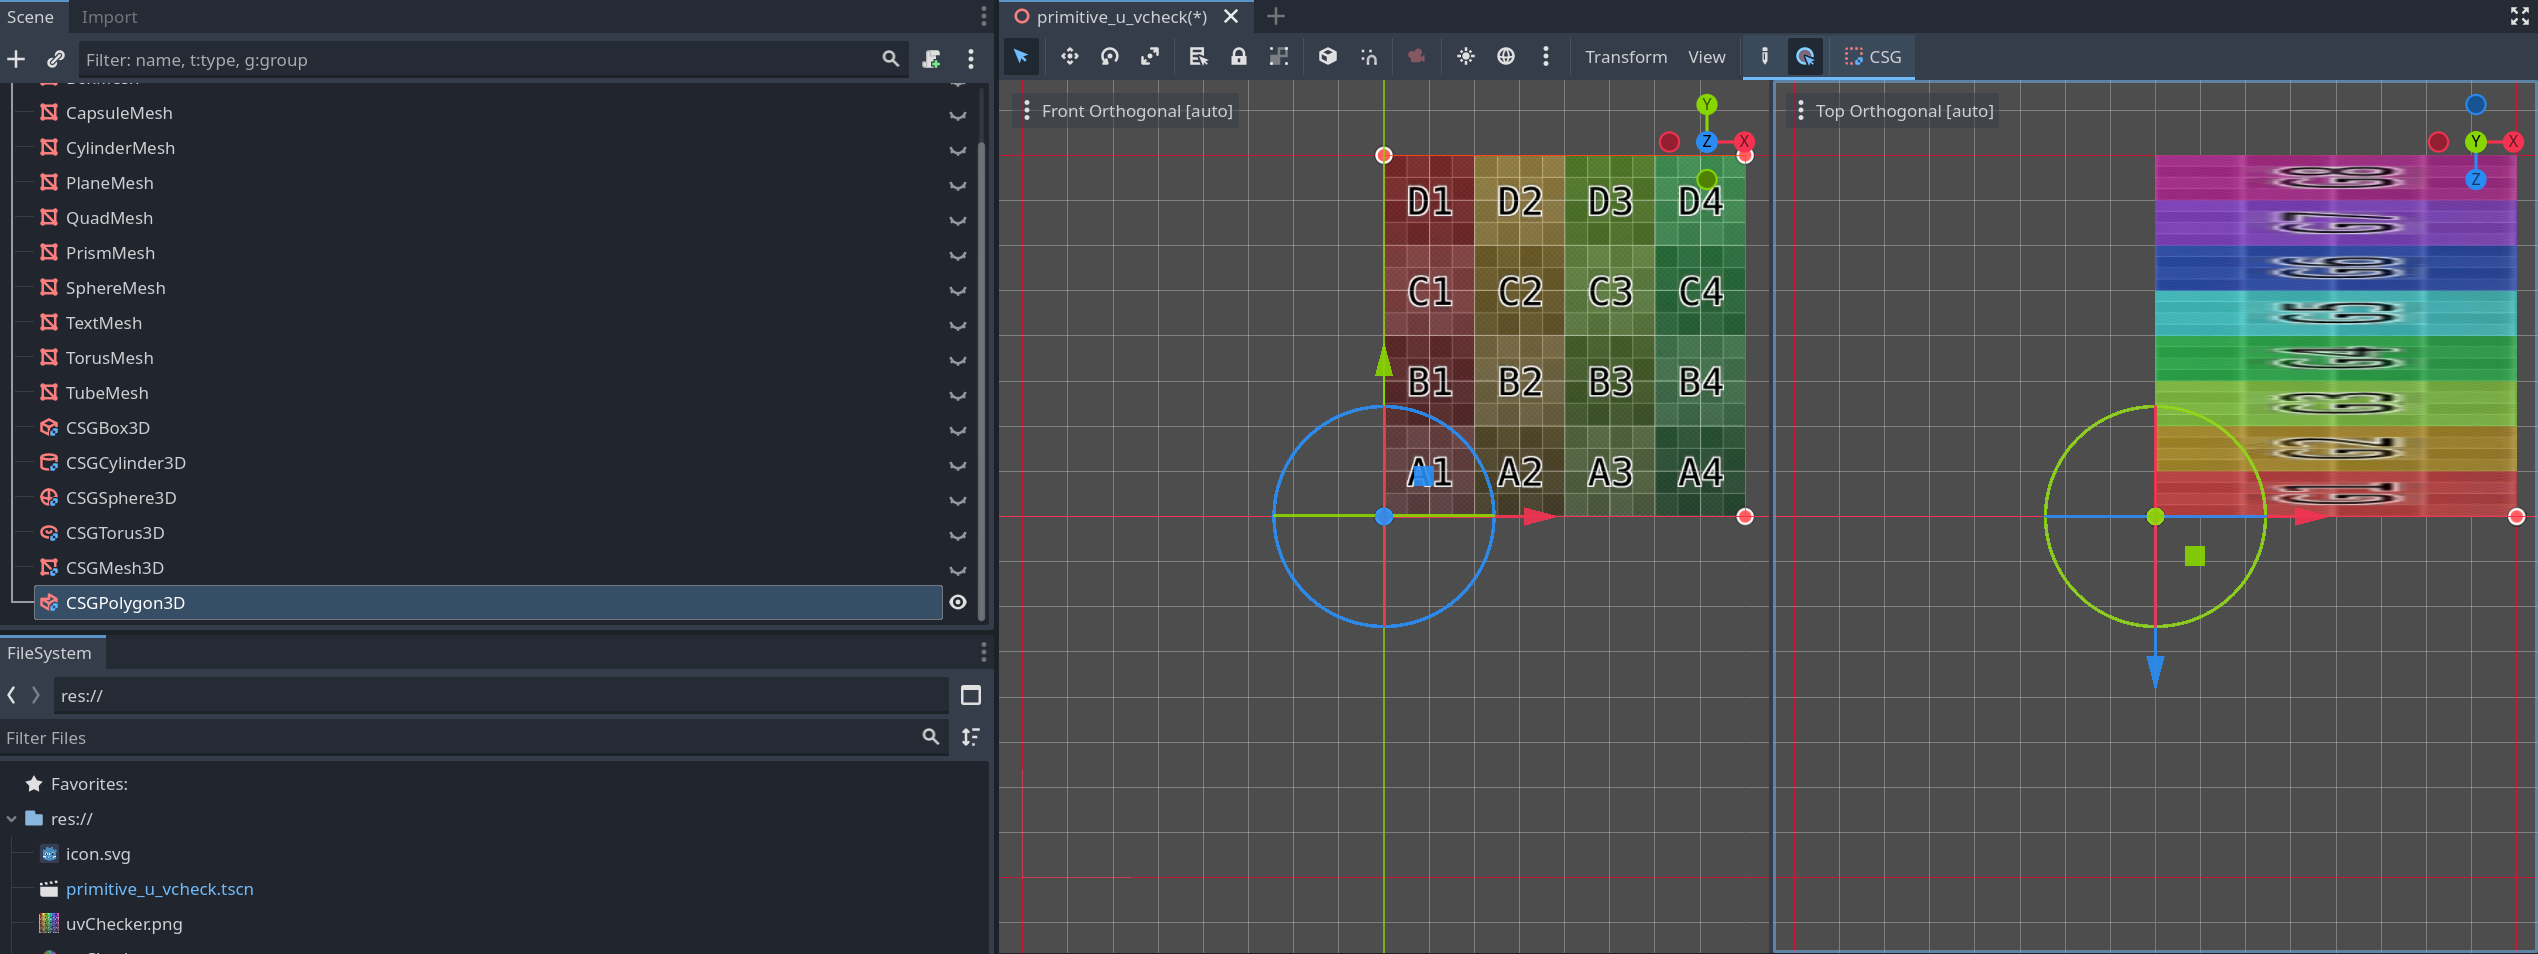 Scene Import
Filter: name, t:type, g:group
CapsuleMesh
CylinderMesh
PlaneMesh
QuadMesh
PrismMesh
SphereMesh
TextMesh
TorusMesh
TubeMesh
CSGBox3D
CSGCylinder3D
CSGSphere3D
CSGTorus3D
CSGMesh3D
CSGPolygon3D
FileSystem
res://
Filter Files
Favorites:
res://
icon.svg
primitive_u_vcheck.tscn
uvChecker.png
primitive_u_vcheck(*)
Transform View CSG
Front Orthogonal [auto]
Y
Z X
D1 D2 D3 D4
C1 C2 C3 C4
B1 B2 B3 B4
A1 A2 A3 A4
Top Orthogonal [auto]
Y X
Z